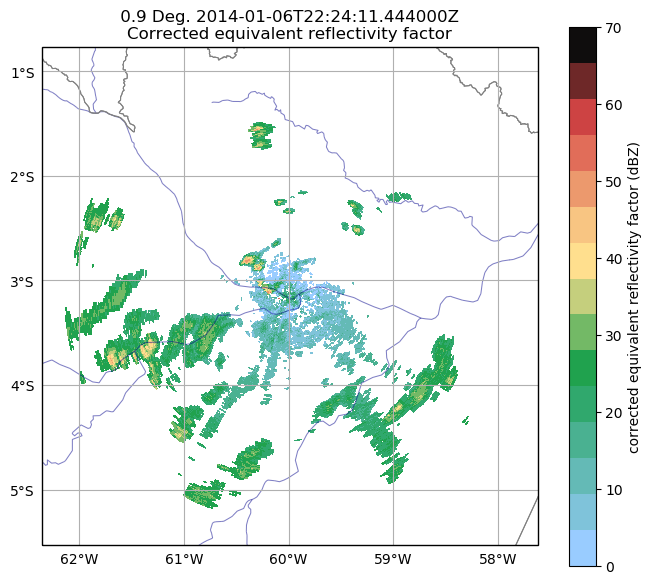 0.9 Deg. 2014-01-06T22:24:11.444000Z
Corrected equivalent reflectivity factor
1°S
2°S
3°S
4°S
5°S
62°W
61°W
60°W
59°W
58°W
70
60
50
40
30
20
10
0
corrected equivalent reflectivity factor (dBZ)